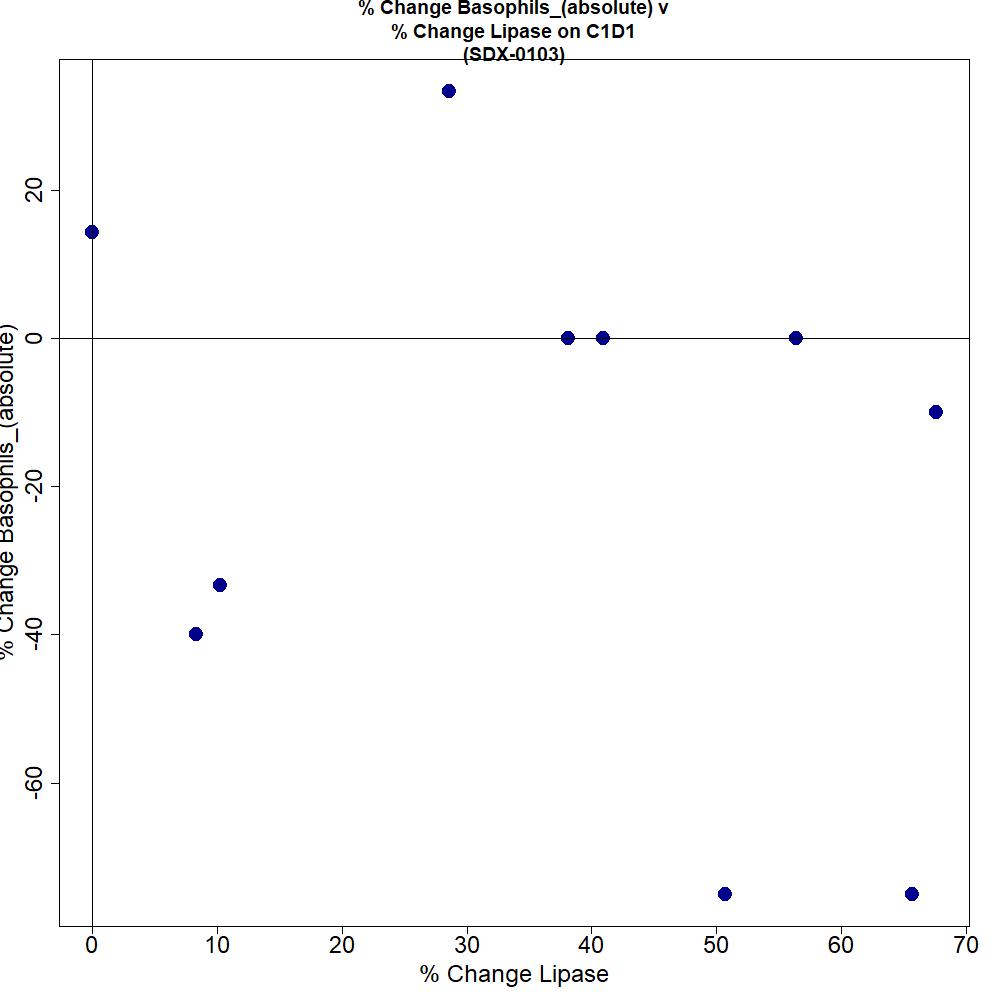 % Change Basophils_(absolute) v
% Change Lipase on C1D1
(SDX-0103)
% Change Basophils_(absolute)
20
0
-20
-40
-60
0 10 20 30 40 50 60 70
% Change Lipase